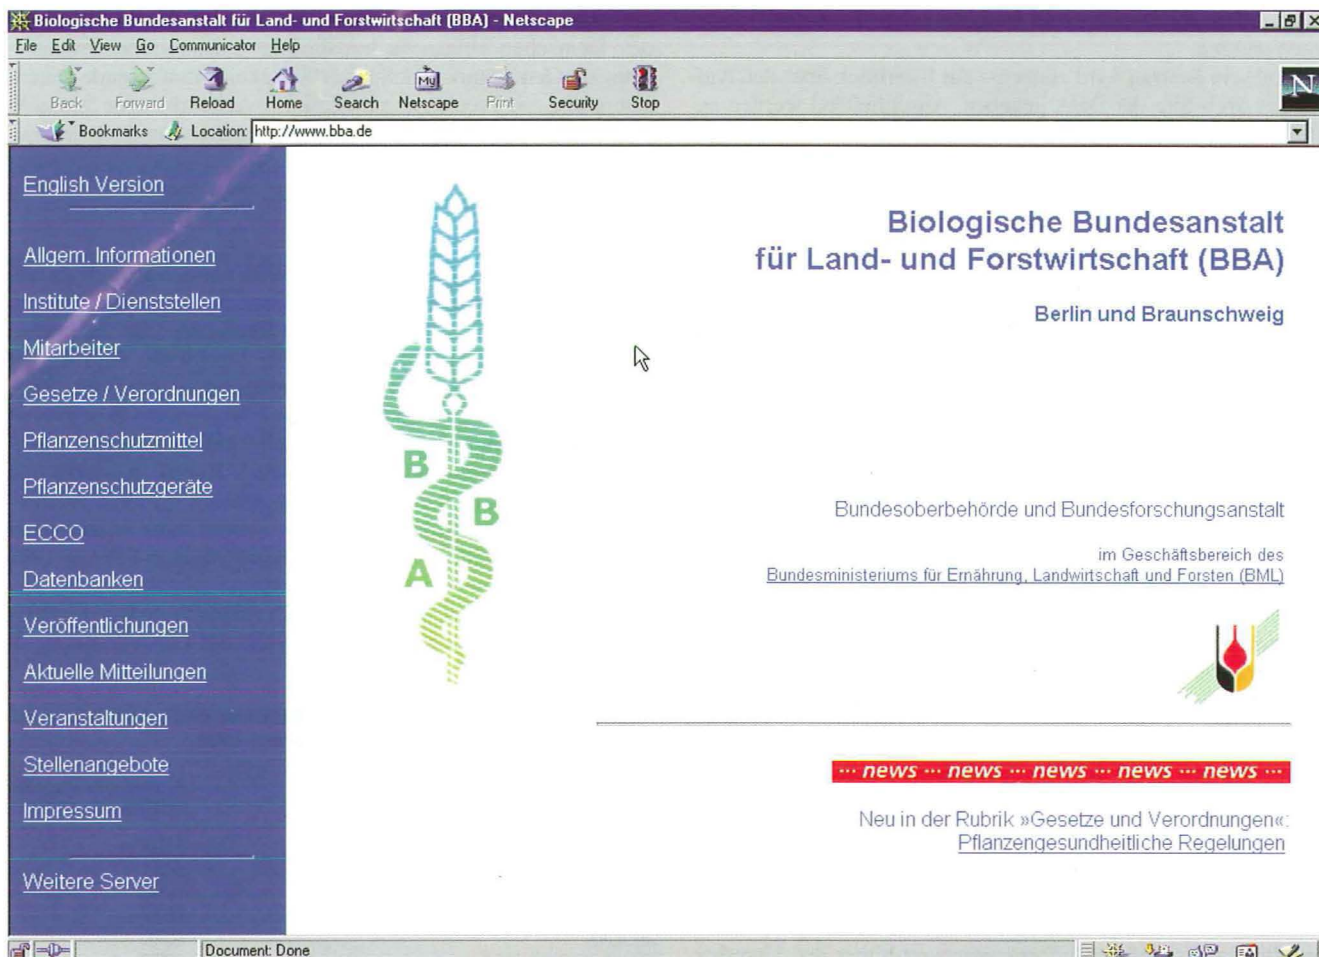 Biologische Bundesanstalt für Land- und Forstwirtschaft (BBA) - Netscape
File Edit View Go Communicator Help
My
N
Back Forward Reload Home Search Netscape Print Security Stop
Bookmarks Location: http://www.bba.de
English Version
Allgem. Informationen
Institute / Dienststellen
Mitarbeiter
Gesetze / Verordnungen
Pflanzenschutzmittel
Pflanzenschutzgeräte
ECCO
Datenbanken
Veröffentlichungen
Aktuelle Mitteilungen
Veranstaltungen
Stellenangebote
Impressum
Weitere Server
B
B
A
Biologische Bundesanstalt
für Land- und Forstwirtschaft (BBA)
Berlin und Braunschweig
Bundesoberbehörde und Bundesforschungsanstalt
im Geschäftsbereich des
Bundesministeriums für Ernährung, Landwirtschaft und Forsten (BML)
··· news ··· news ··· news ··· news ··· news ···
Neu in der Rubrik »Gesetze und Verordnungen«:
Pflanzengesundheitliche Regelungen
Document: Done